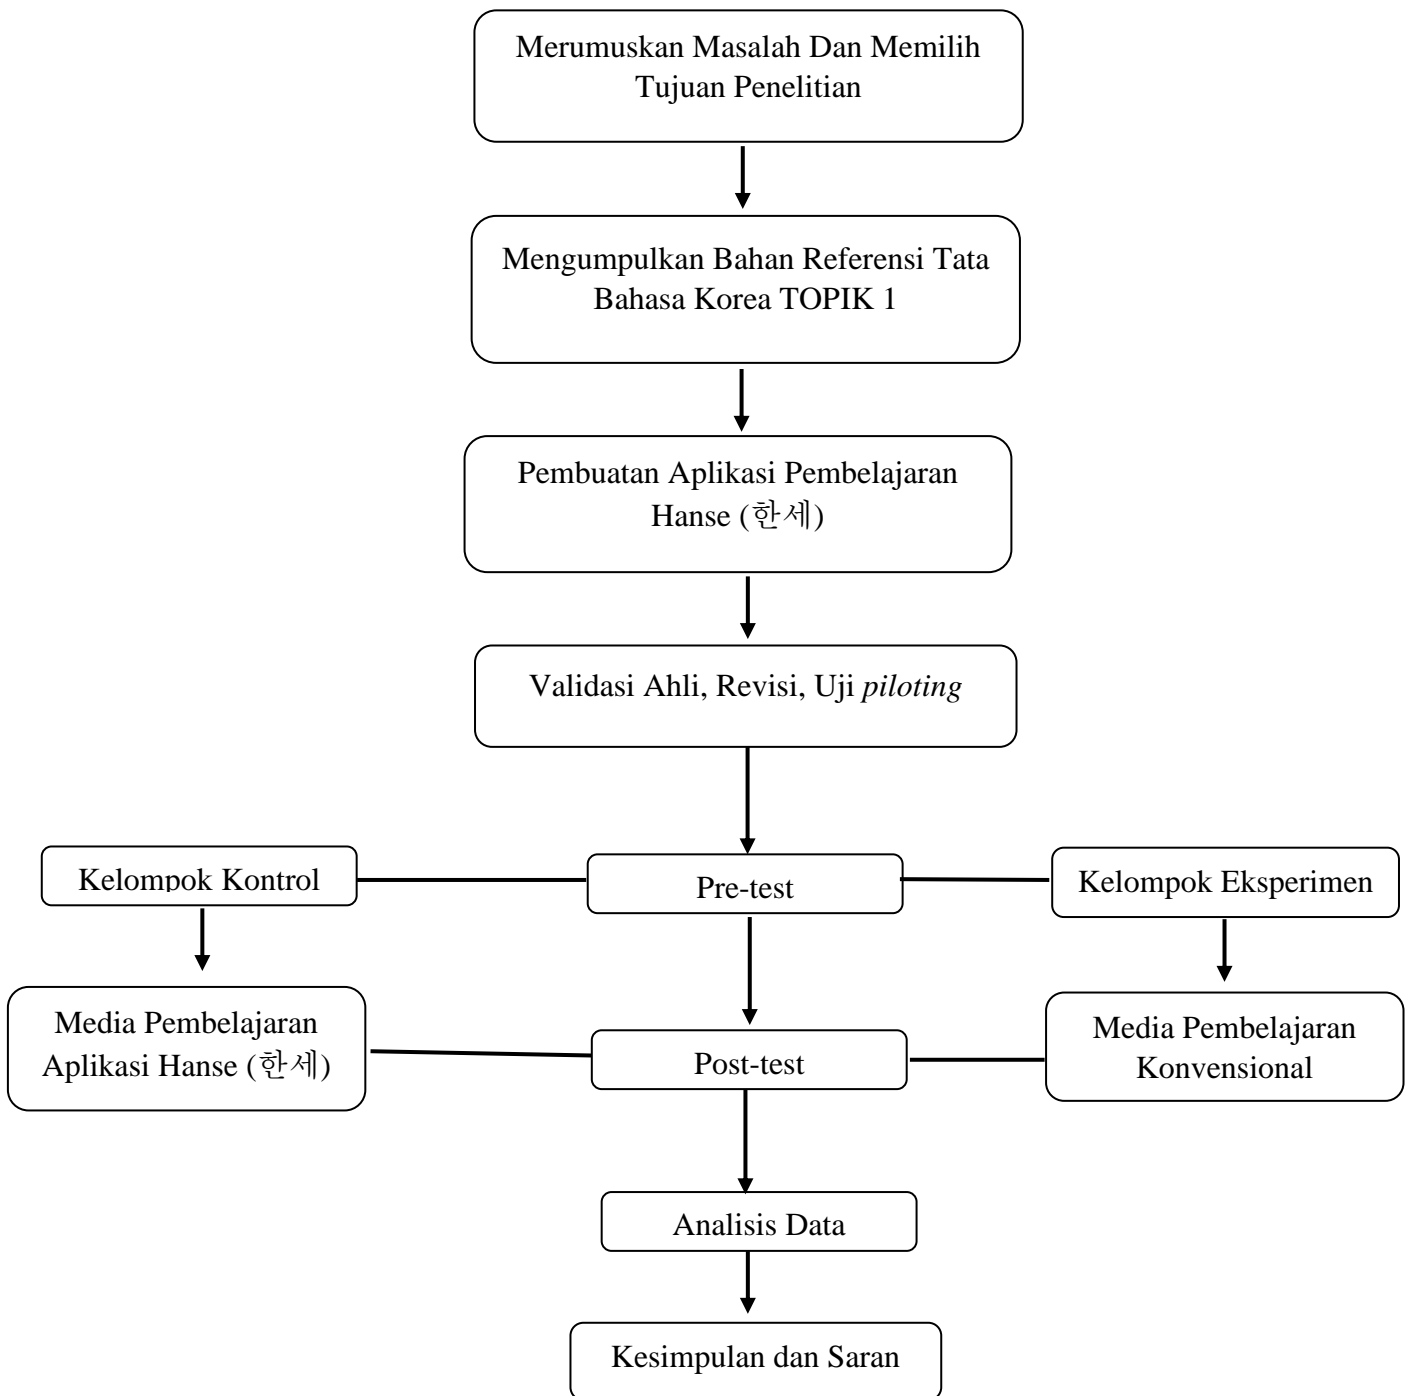 Merumuskan Masalah Dan Memilih
Tujuan Penelitian
Mengumpulkan Bahan Referensi Tata
Bahasa Korea TOPIK 1
Pembuatan Aplikasi Pembelajaran
Hanse (한세)
Validasi Ahli, Revisi, Uji piloting
Kelompok Kontrol
Pre-test
Kelompok Eksperimen
Media Pembelajaran
Aplikasi Hanse (한세)
Post-test
Media Pembelajaran
Konvensional
Analisis Data
Kesimpulan dan Saran